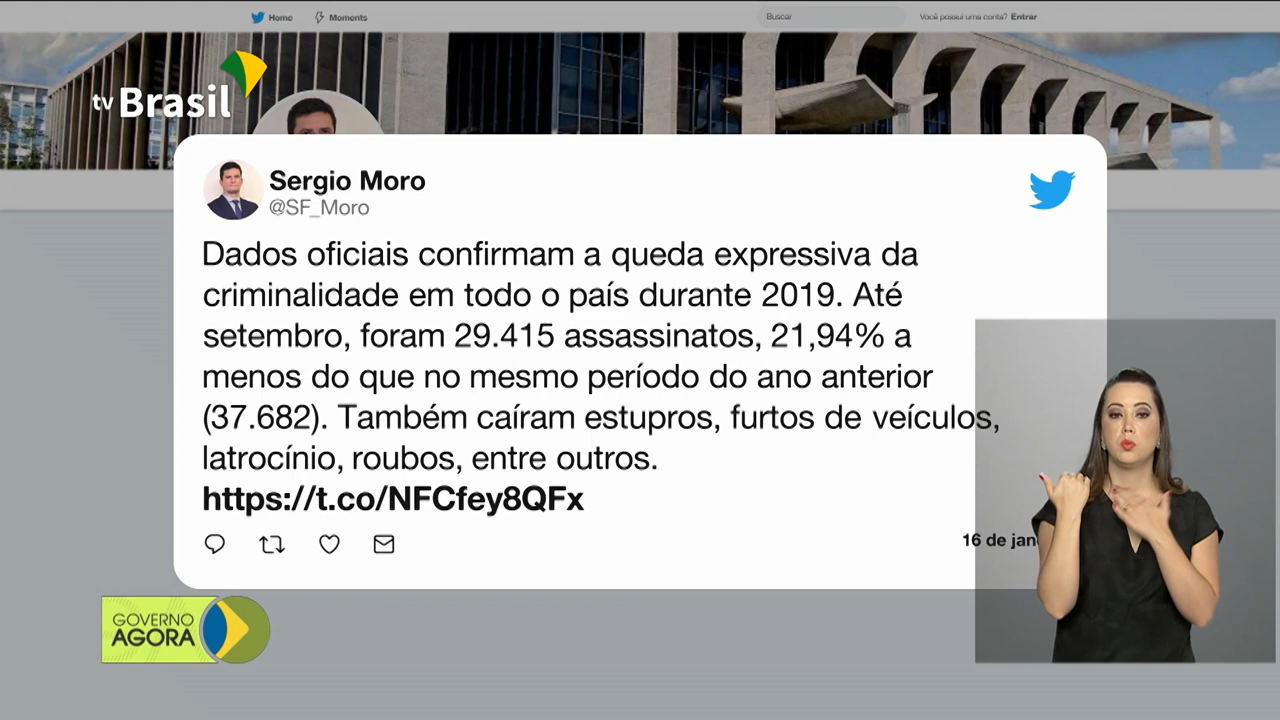 Home
Moments
Buscar
Você possui uma conta? Entrar
tv Brasil
Sergio Moro
@SF_Moro
Dados oficiais confirmam a queda expressiva da
criminalidade em todo o país durante 2019. Até
setembro, foram 29.415 assassinatos, 21,94% a
menos do que no mesmo período do ano anterior
(37.682). Também caíram estupros, furtos de veículos,
latrocínio, roubos, entre outros.
https://t.co/NFCfey8QFx
16 de jan
GOVERNO
AGORA